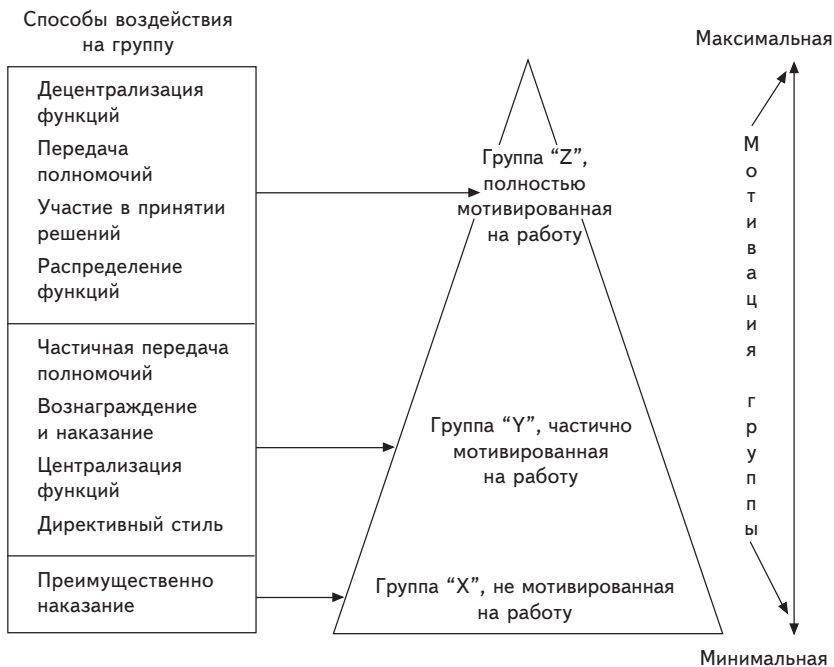 Способы воздействия
на группу
Децентрализация
функций
Передача
полномочий
Участие в принятии
решений
Распределение
функций
Частичная передача
полномочий
Вознаграждение
и наказание
Централизация
функций
Директивный стиль
Преимущественно
наказание
Группа “Z”,
полностью
мотивированная
на работу
Группа “Y”, частично
мотивированная
на работу
Группа “X”, не мотивированная
на работу
Максимальная
Мотивация группы
Минимальная